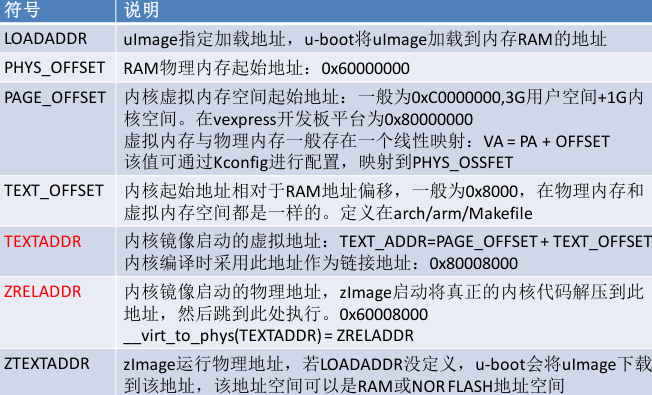 符号 说明
LOADADDR uImage指定加载地址，u-boot将uImage加载到内存RAM的地址
PHYS_OFFSET RAM物理内存起始地址：0x60000000
PAGE_OFFSET 内核虚拟内存空间起始地址：一般为0xC0000000,3G用户空间+1G内
核空间。在vexpress开发板平台为0x80000000
虚拟内存与物理内存一般存在一个线性映射：VA = PA + OFFSET
该值可通过Kconfig进行配置，映射到PHYS_OSSFET
TEXT_OFFSET 内核起始地址相对于RAM地址偏移，一般为0x8000，在物理内存和
虚拟内存空间都是一样的。定义在arch/arm/Makefile
TEXTADDR 内核镜像启动的虚拟地址：TEXT_ADDR=PAGE_OFFSET + TEXT_OFFSET
内核编译时采用此地址作为链接地址：0x80008000
ZRELADDR 内核镜像启动的物理地址，zImage启动将真正的内核代码解压到此
地址，然后跳到此处执行。0x60008000
__virt_to_phys(TEXTADDR) = ZRELADDR
ZTEXTADDR zImage运行物理地址，若LOADADDR没定义，u-boot会将uImage下载
到该地址，该地址空间可以是RAM或NOR FLASH地址空间